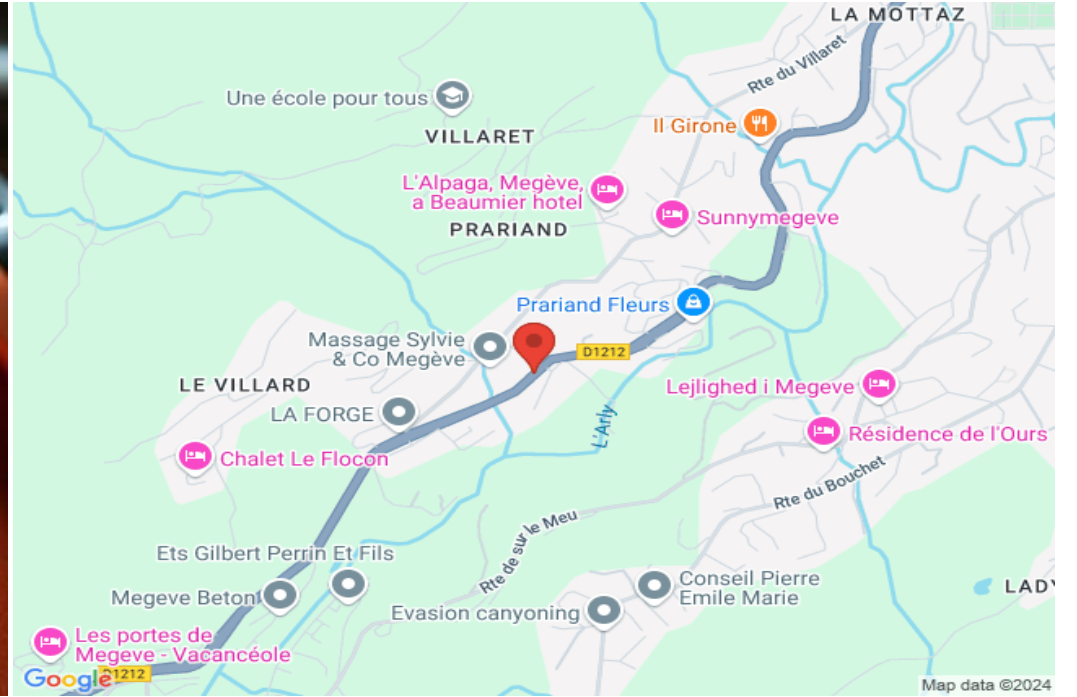 LA MOTTAZ
Rte du Villaret
Une école pour tous
Il Girone
VILLARET
L'Alpaga, Megève,
a Beaumier hotel
Sunnymegeve
PRARIAND
Prariand Fleurs
Massage Sylvie
& Co Megève
D1212
LE VILLARD
Lejlighed i Megeve
LA FORGE
L'Arly
Résidence de l'Ours
Chalet Le Flocon
Rte du Bouchet
Rte de sur le Meu
Ets Gilbert Perrin Et Fils
Megeve Beton
Conseil Pierre
Emile Marie
LADY
Evasion canyoning
Les portes de
Megeve - Vacancéole
D1212
Google
Map data ©2024